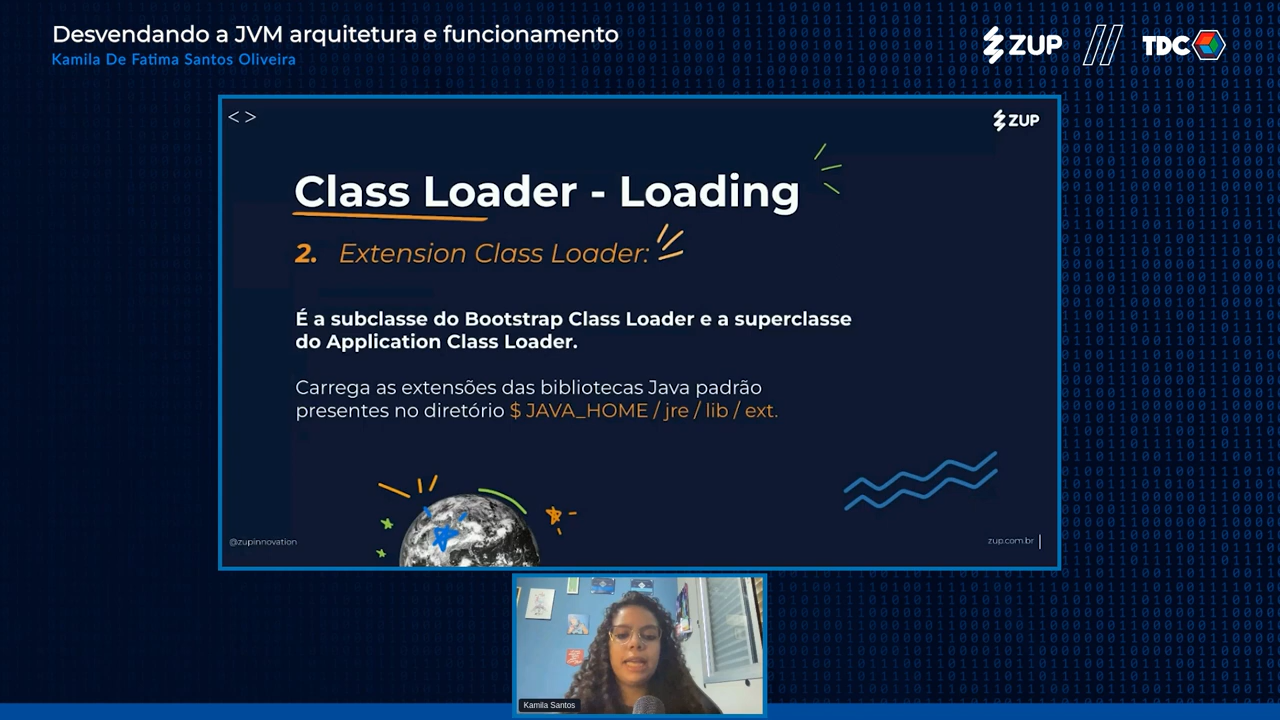 Desvendando a JVM arquitetura e funcionamento
Kamila De Fatima Santos Oliveira
ZUP
TDC
< >
ZUP
Class Loader - Loading
2. Extension Class Loader:
É a subclasse do Bootstrap Class Loader e a superclasse
do Application Class Loader.
Carrega as extensões das bibliotecas Java padrão
presentes no diretório $ JAVA_HOME / jre / lib / ext.
@zupinnovation
zup.com.br
Kamila Santos